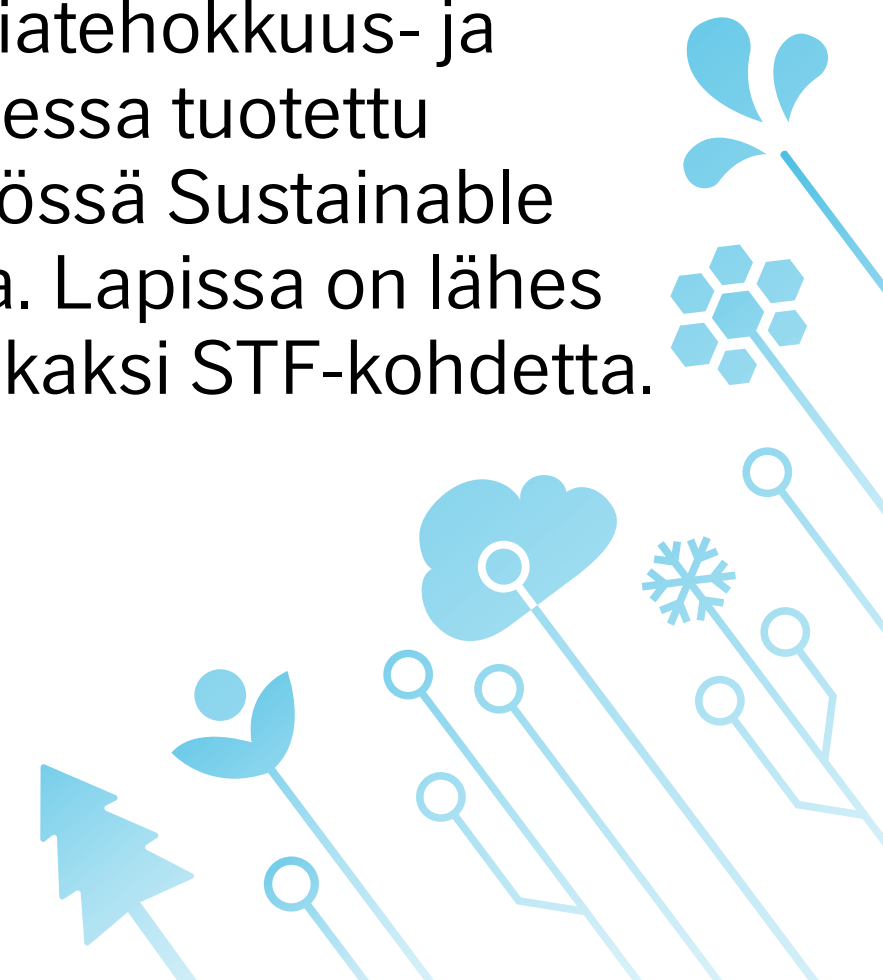 iatehokkuus- ja
essa tuotettu
össä Sustainable
a. Lapissa on lähes
kaksi STF-kohdetta.